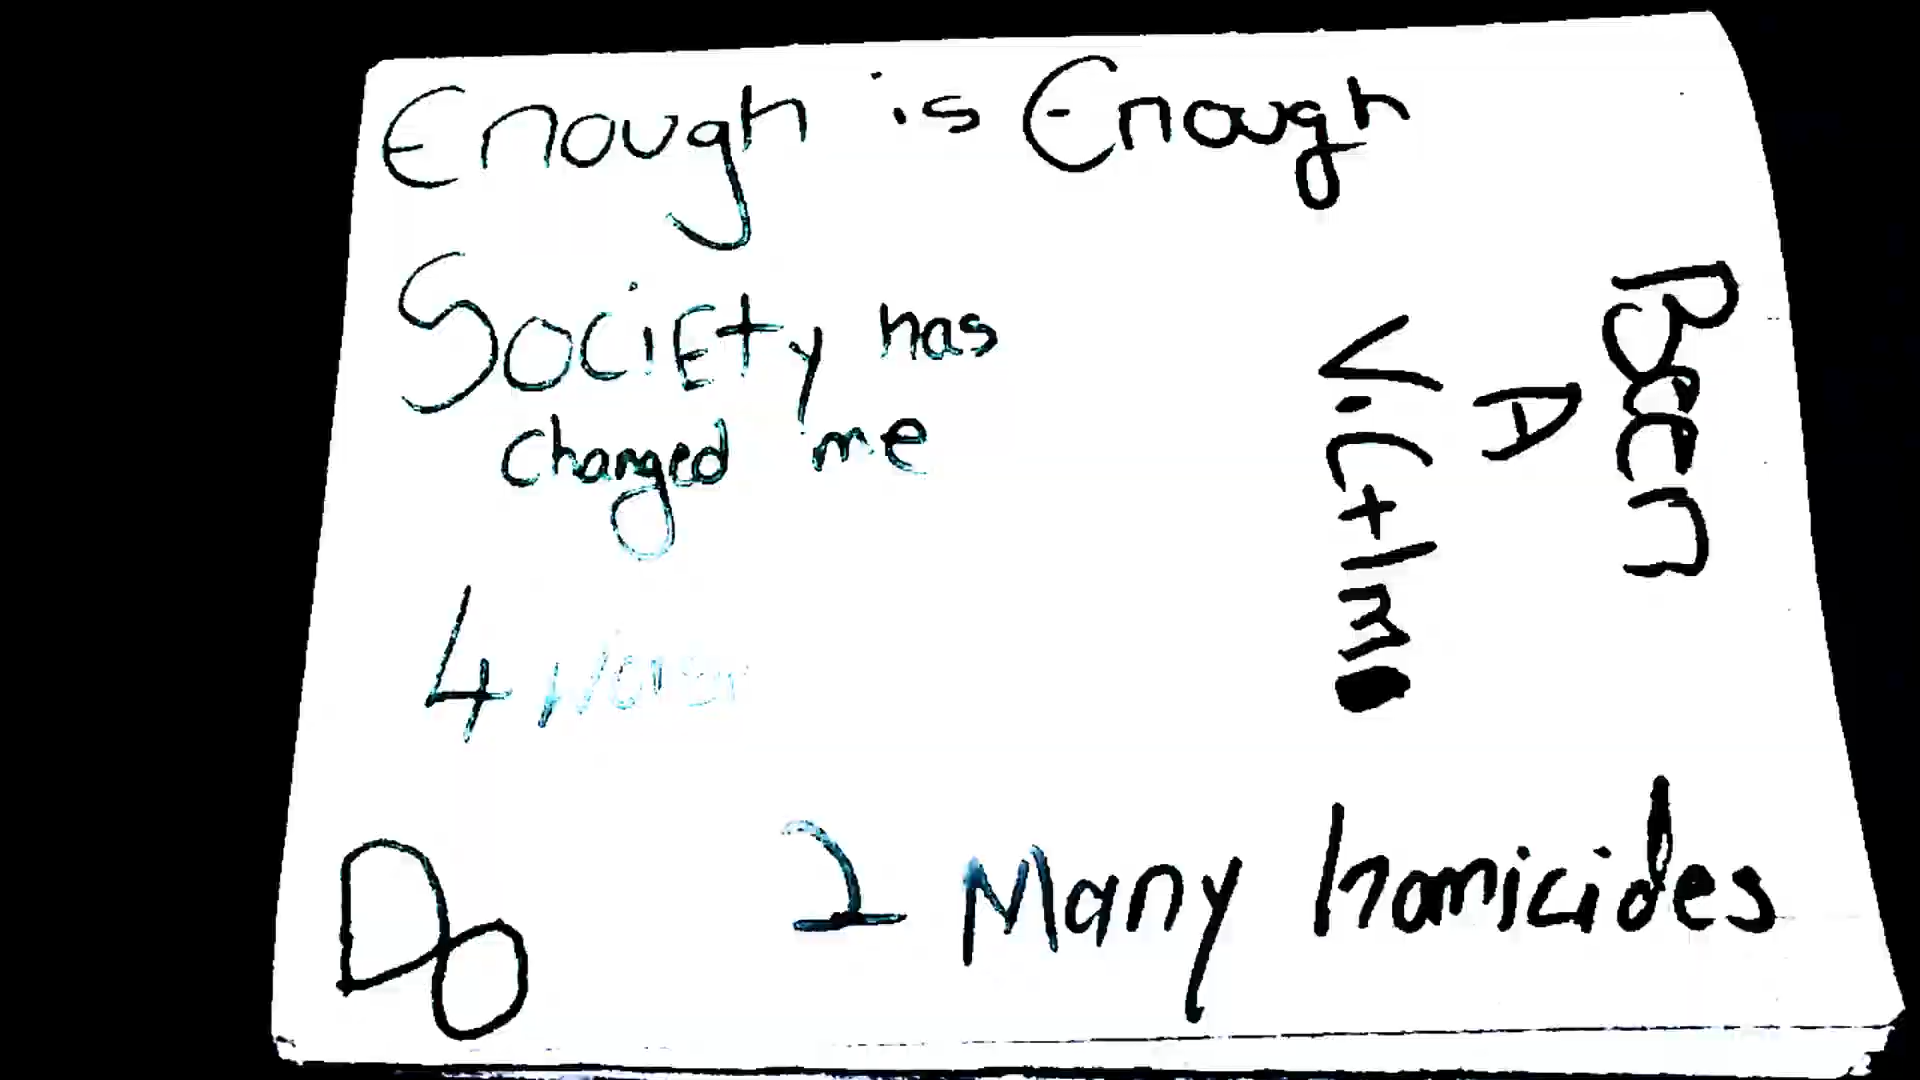 Enough is Enough
SociEty has
changed me
4
Been
A
Victim
Do
2 Many homicides